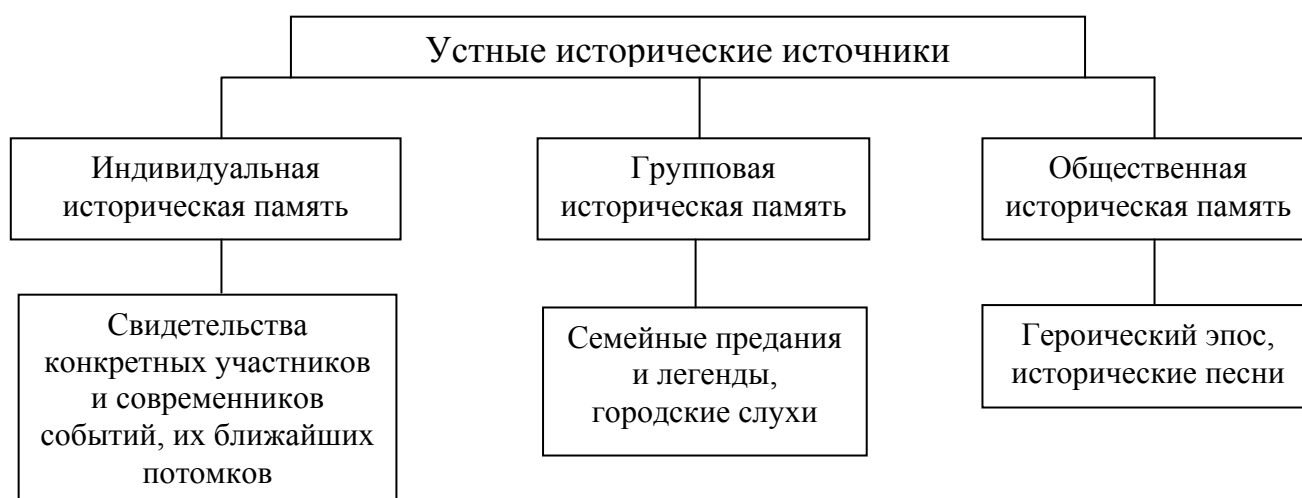 Устные исторические источники
Индивидуальная
историческая память
Групповая
историческая память
Общественная
историческая память
Свидетельства
конкретных участников
и современников
событий, их ближайших
потомков
Семейные предания
и легенды,
городские слухи
Героический эпос,
исторические песни